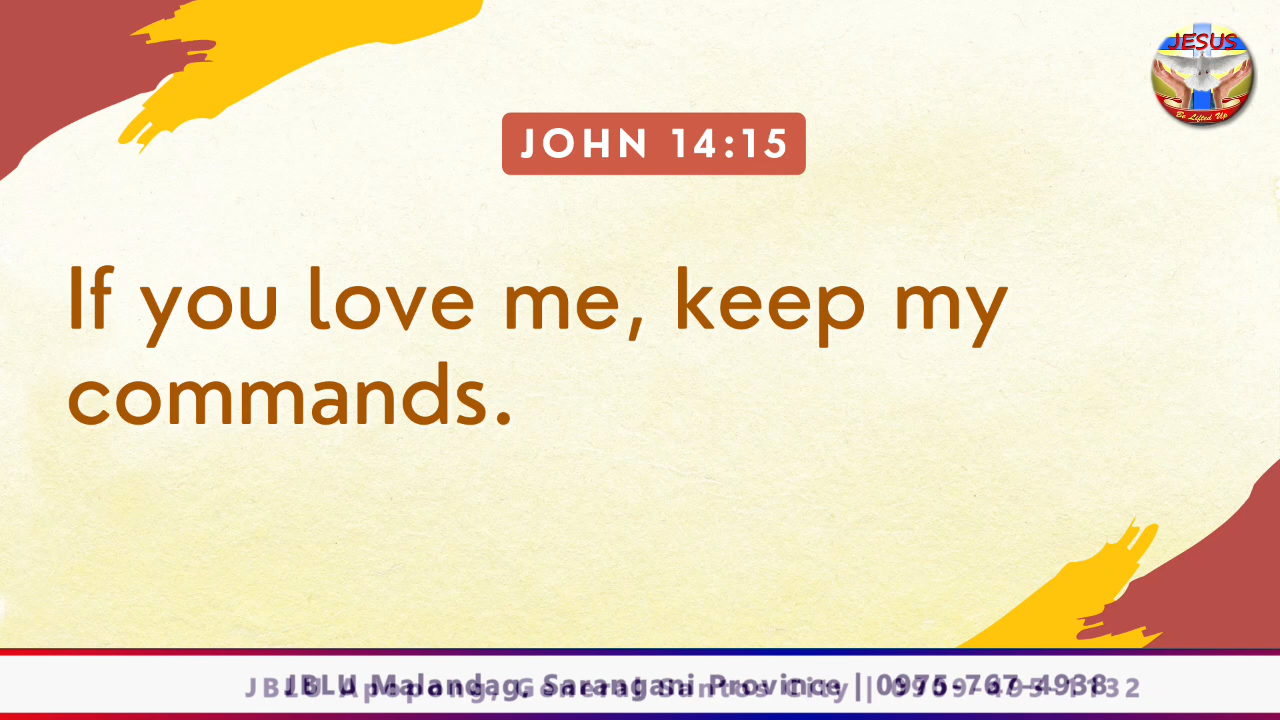 JESUS
Be Lifted Up
JOHN 14:15
If you love me, keep my
commands.
JBLU Malandag, Sarangani Province || 0975-767-4938